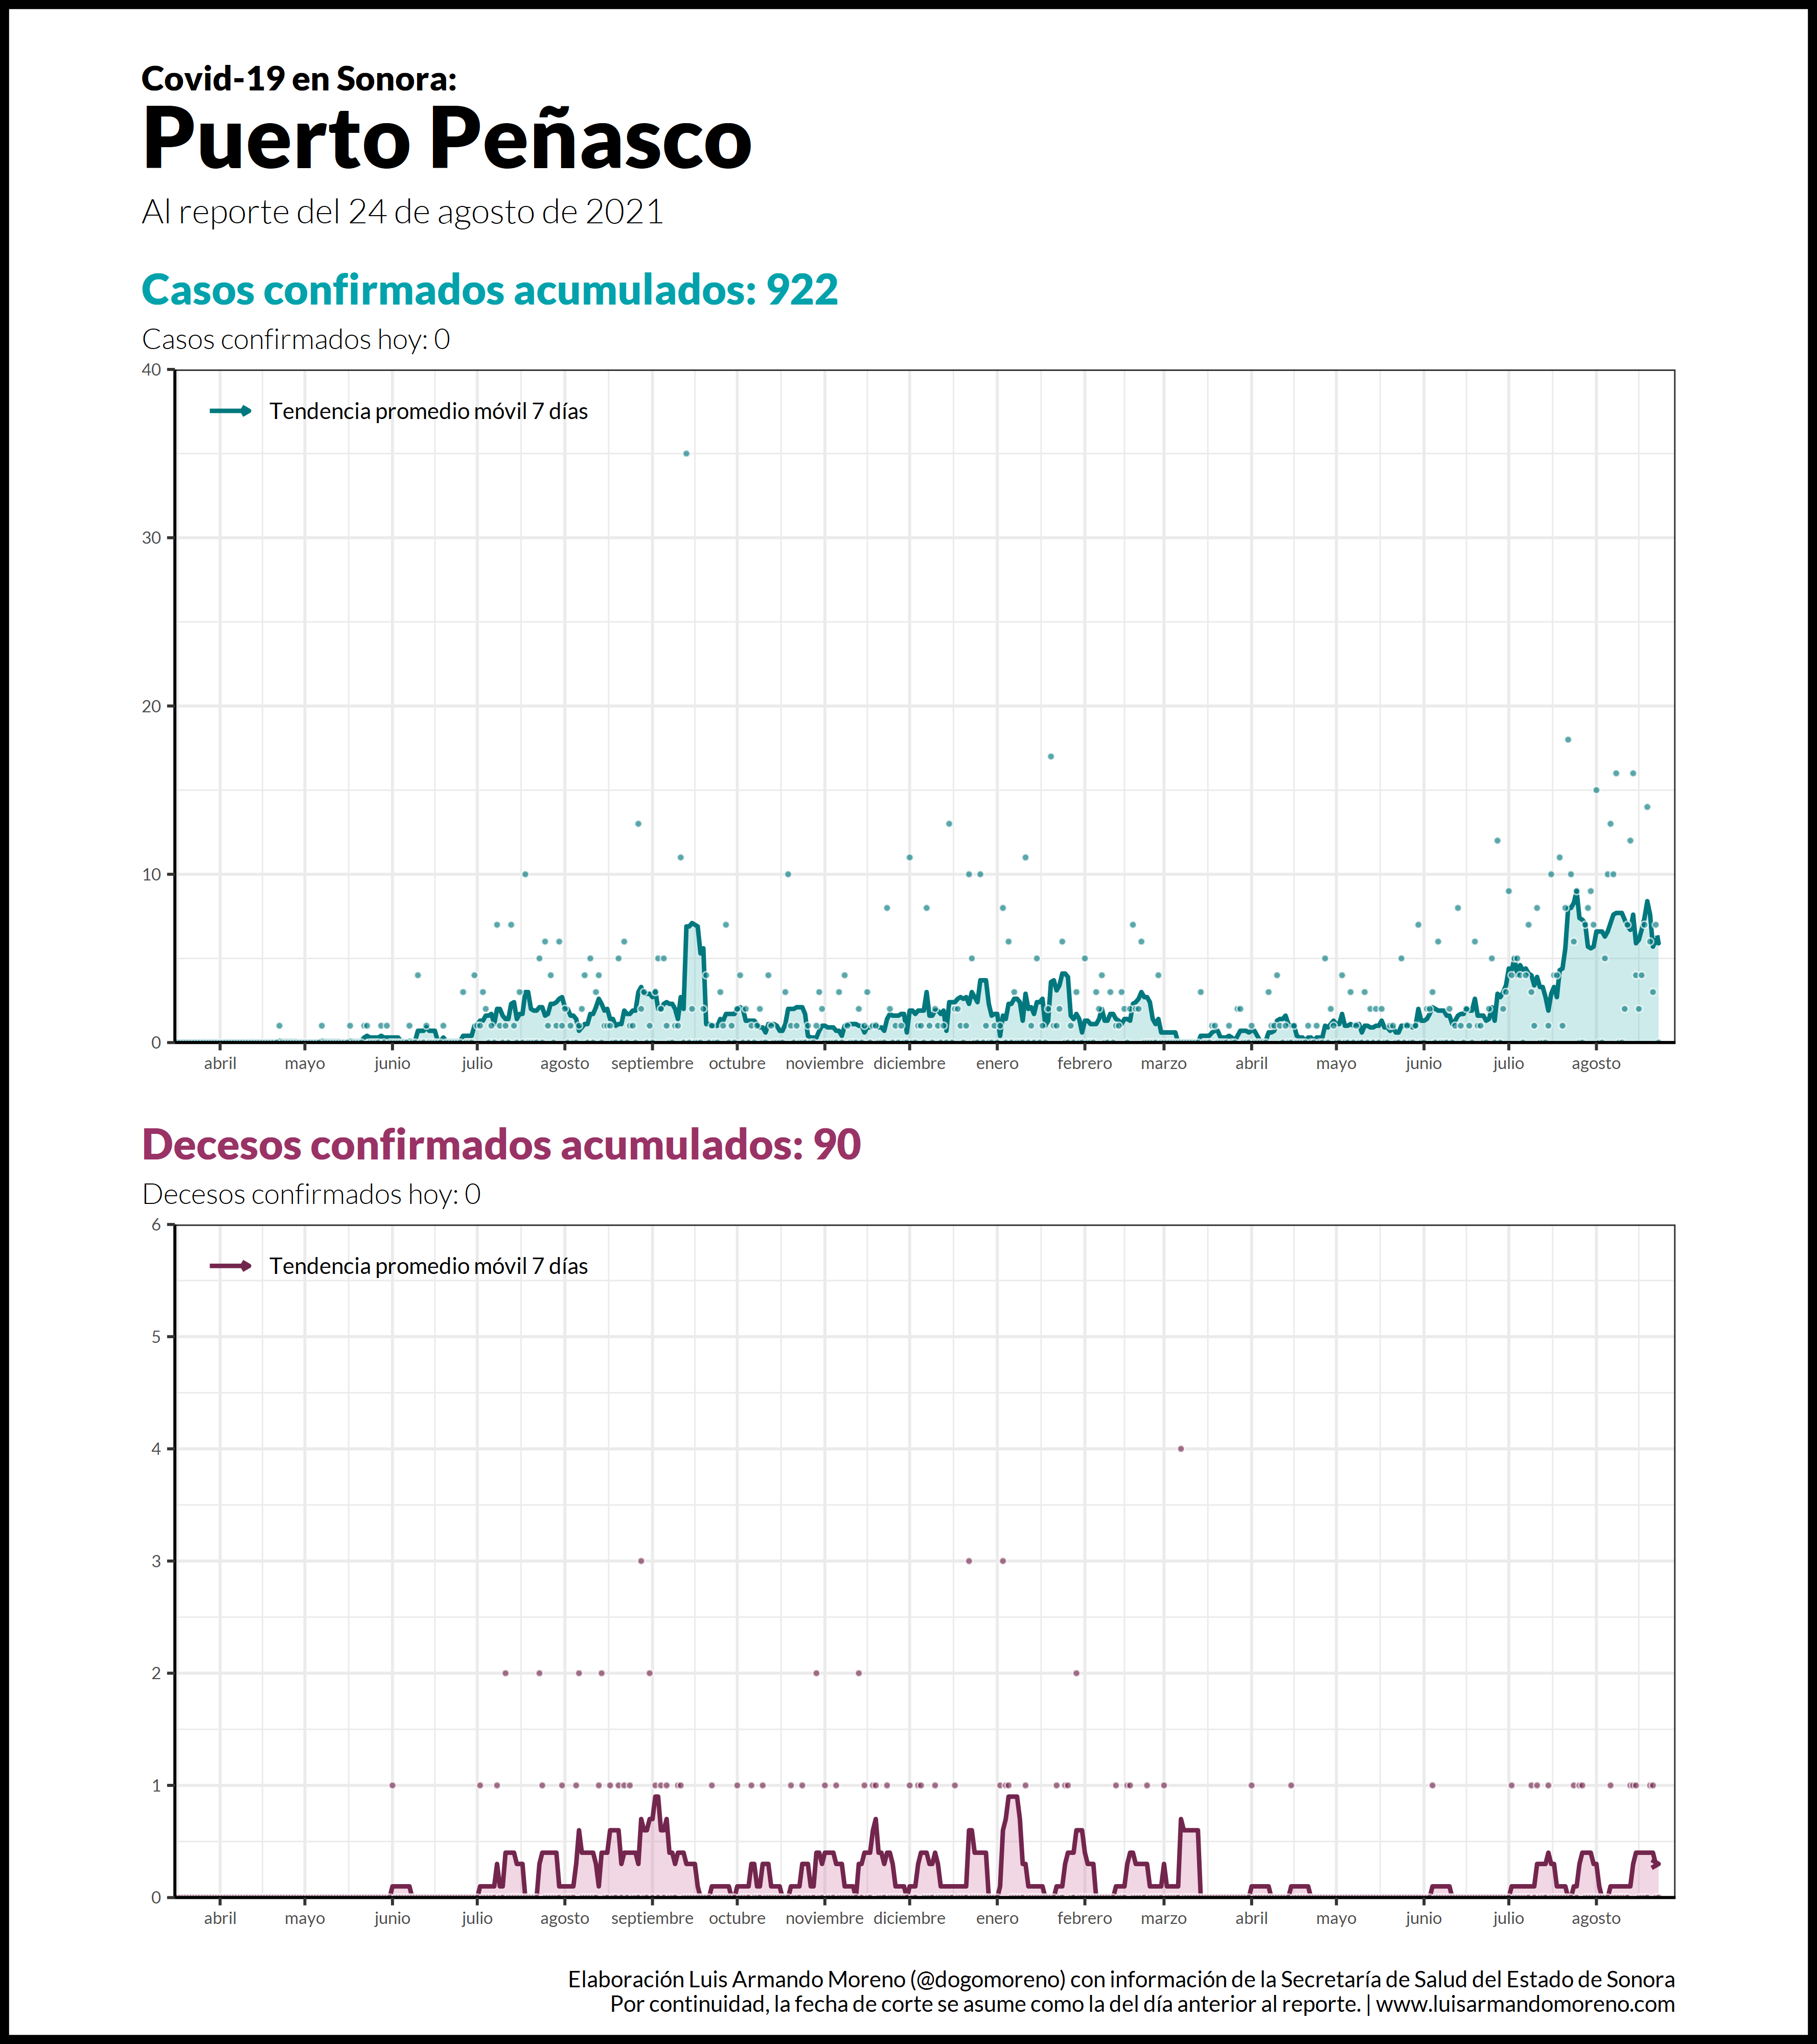 Covid-19 en Sonora:
Puerto Peñasco
Al reporte del 24 de agosto de 2021
Casos confirmados acumulados: 922
Casos confirmados hoy: 0
40
Tendencia promedio móvil 7 días
30
20
10
0
abril mayo junio julio agosto septiembre octubre noviembre diciembre enero febrero marzo abril mayo junio julio agosto
Decesos confirmados acumulados: 90
Decesos confirmados hoy: 0
6
Tendencia promedio móvil 7 días
5
4
3
2
1
0
abril mayo junio julio agosto septiembre octubre noviembre diciembre enero febrero marzo abril mayo junio julio agosto
Elaboración Luis Armando Moreno (@dogomoreno) con información de la Secretaría de Salud del Estado de Sonora
Por continuidad, la fecha de corte se asume como la del día anterior al reporte. | www.luisarmandomoreno.com